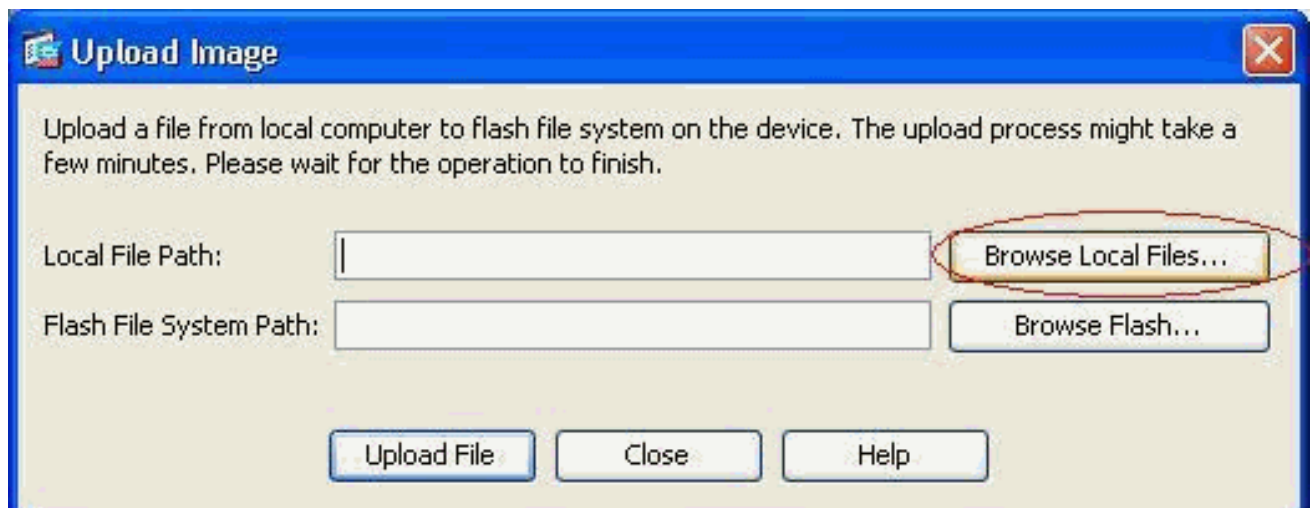 Upload Image
Upload a file from local computer to flash file system on the device. The upload process might take a
few minutes. Please wait for the operation to finish.
Local File Path:
Browse Local Files...
Flash File System Path:
Browse Flash...
Upload File
Close
Help